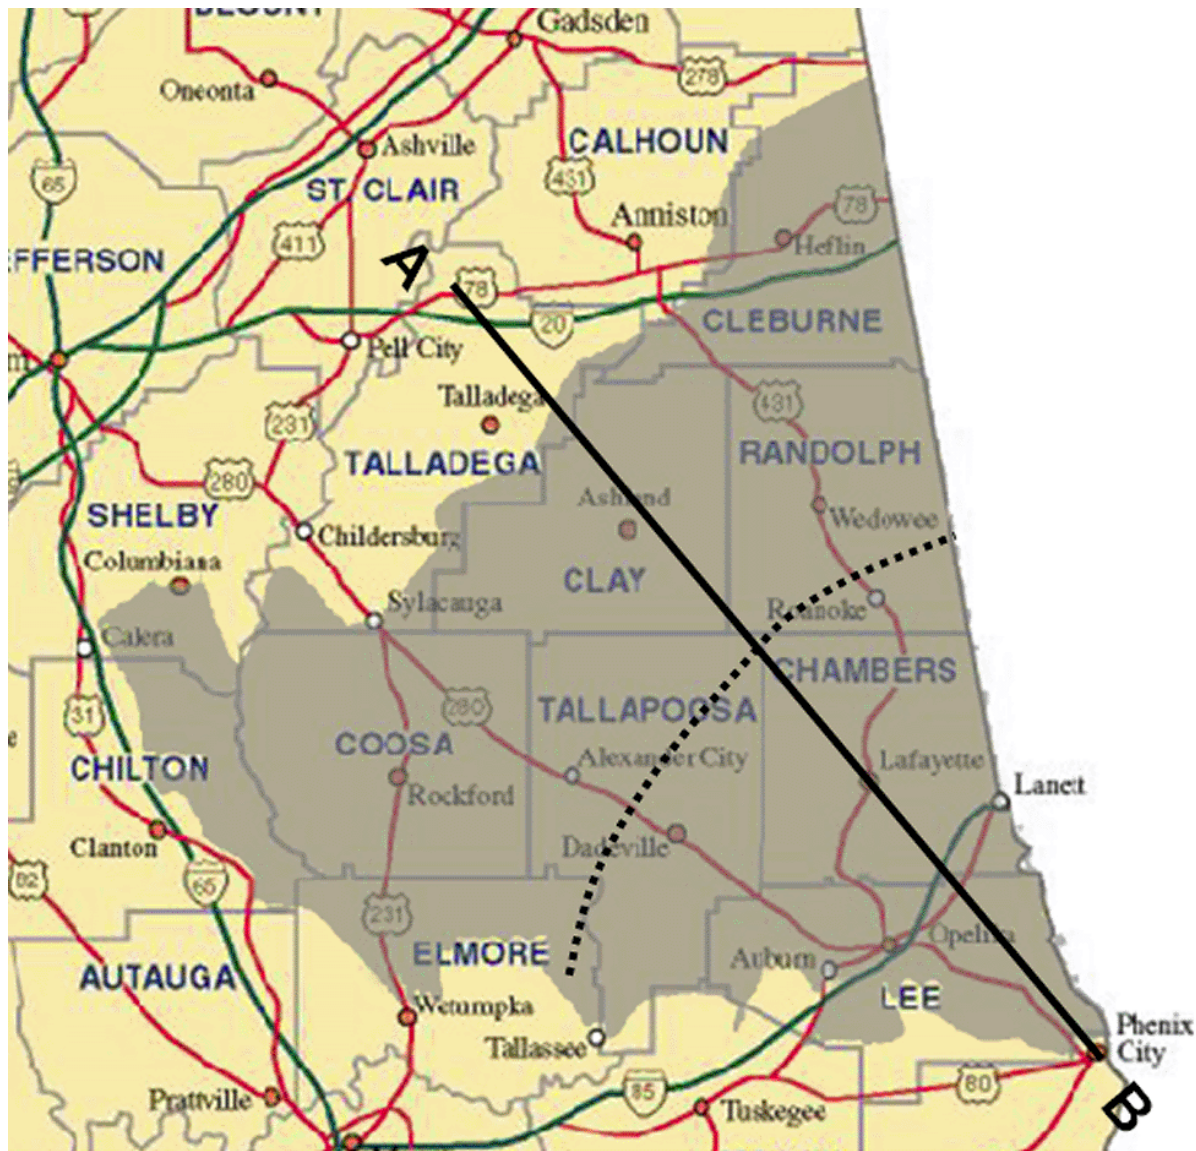 Gadsden
278
Oneonta
CALHOUN
Ashville
65
ST. CLAIR
431
78
Anniston
411
Heflin
EFFERSON
A
78
20
CLEBURNE
m
Pell City
Talladega
431
231
RANDOLPH
TALLADEGA
280
Ashland
SHELBY
Wedowee
Childersburg
Columbiana
CLAY
Sylacauga
Roanoke
Calera
CHAMBERS
280
TALLAPOOSA
31
COOSA
Alexander City
Lafayette
CHILTON
Lanett
Rockford
Clanton
Dadeville
82
65
231
Opelika
ELMORE
Auburn
AUTAUGA
LEE
Wetumpka
Phenix
City
Tallassee
85
80
Prattville
Tuskegee
B